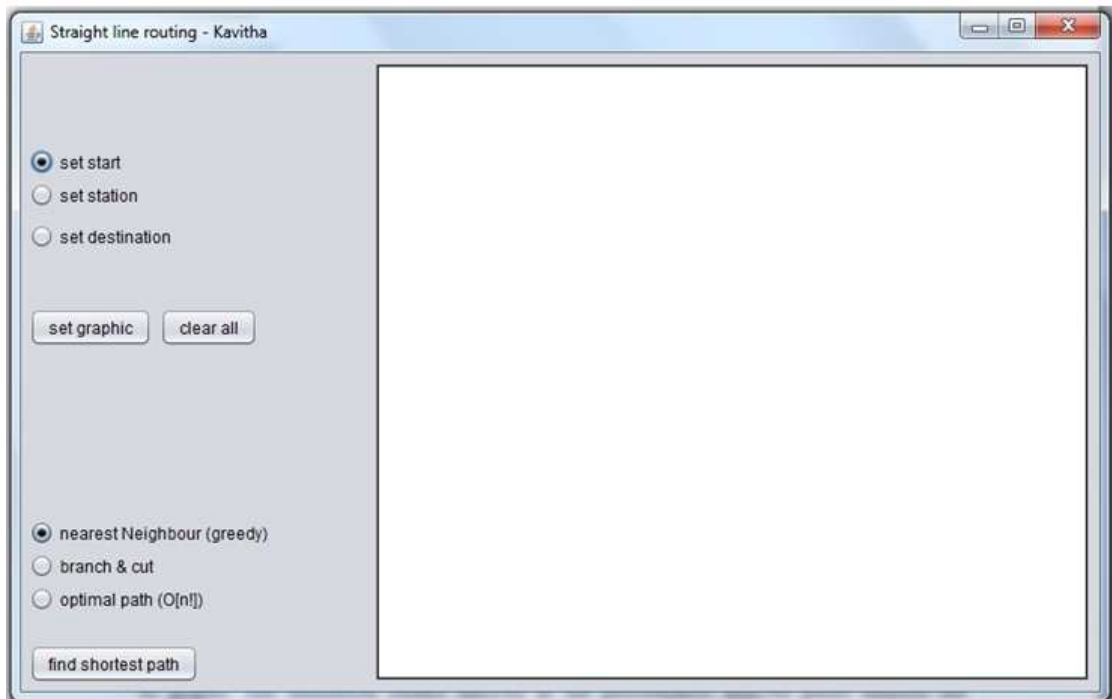 Straight line routing - Kavitha
set start
set station
set destination
set graphic clear all
nearest Neighbour (greedy)
branch & cut
optimal path (O[n!])
find shortest path